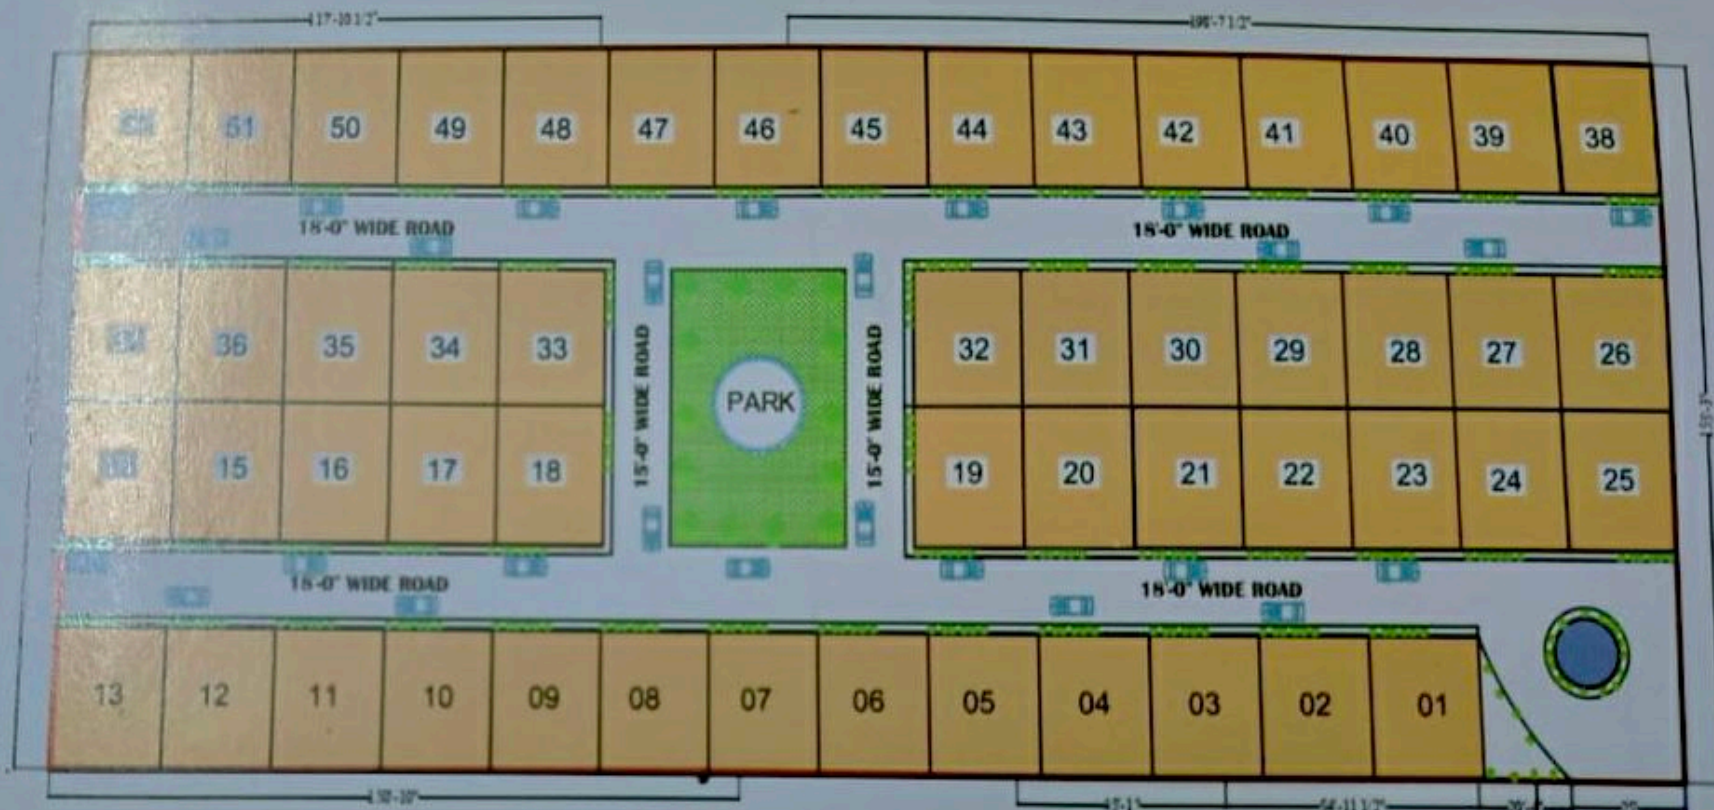 51 50 49 48 47 46 45 44 43 42 41 40 39 38
18'-0" WIDE ROAD
18'-0" WIDE ROAD
36 35 34 33
32 31 30 29 28 27 26
15'-0" WIDE ROAD
PARK
15'-0" WIDE ROAD
15 16 17 18
19 20 21 22 23 24 25
18'-0" WIDE ROAD
18'-0" WIDE ROAD
13 12 11 10 09 08 07 06 05 04 03 02 01